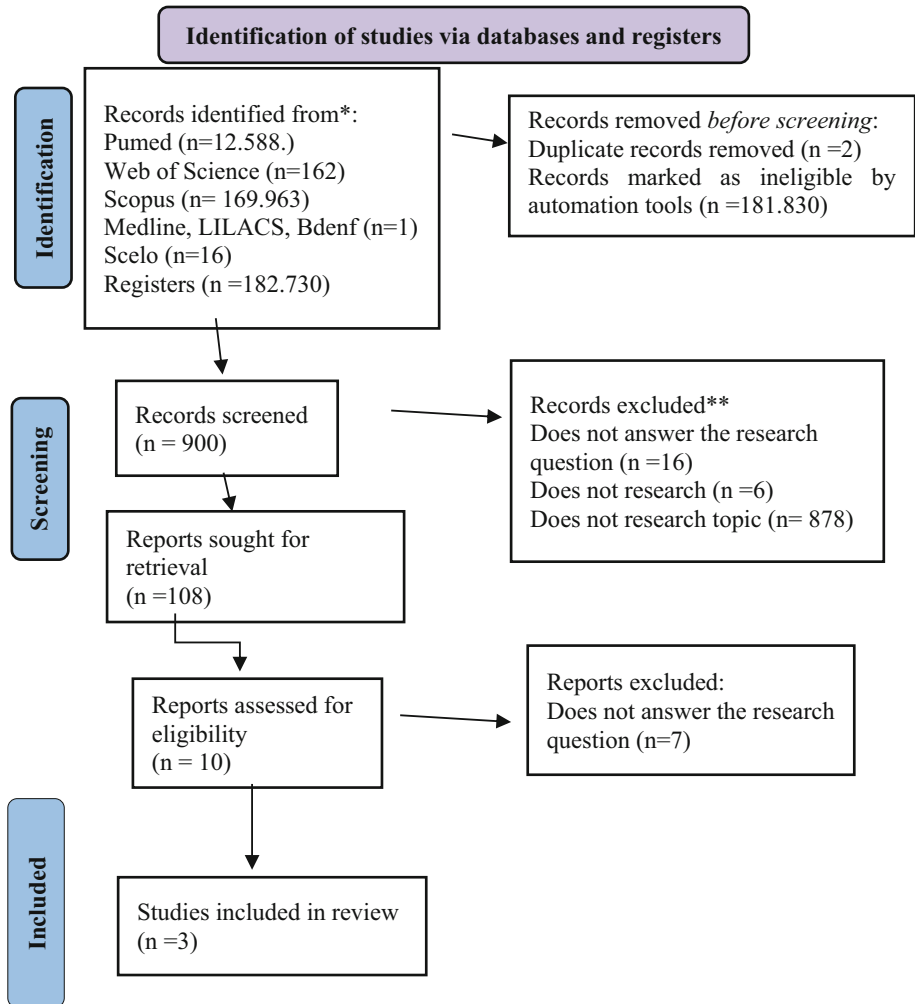 Identification of studies via databases and registers
Identification
Records identified from*:
Pumed (n=12.588.)
Web of Science (n=162)
Scopus (n= 169.963)
Medline, LILACS, Bdenf (n=1)
Scelo (n=16)
Registers (n =182.730)
Records removed before screening:
Duplicate records removed (n =2)
Records marked as ineligible by
automation tools (n =181.830)
Screening
Records screened
(n = 900)
Records excluded**
Does not answer the research
question (n =16)
Does not research (n =6)
Does not research topic (n= 878)
Reports sought for
retrieval
(n =108)
Reports assessed for
eligibility
(n = 10)
Reports excluded:
Does not answer the research
question (n=7)
Included
Studies included in review
(n =3)